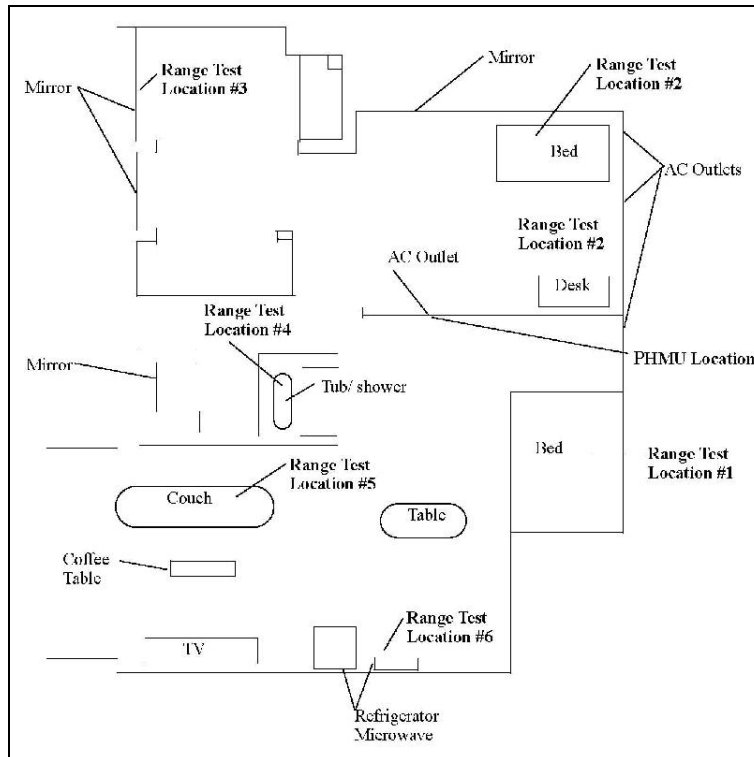 Mirror
Range Test
Location #3
Mirror
Range Test
Location #2
Bed
AC Outlets
Range Test
Location #2
AC Outlet
Desk
Range Test
Location #4
PHMU Location
Mirror
Tub/ shower
Bed
Range Test
Location #1
Range Test
Location #5
Couch
Table
Coffee
Table
Range Test
Location #6
TV
Refrigerator
Microwave